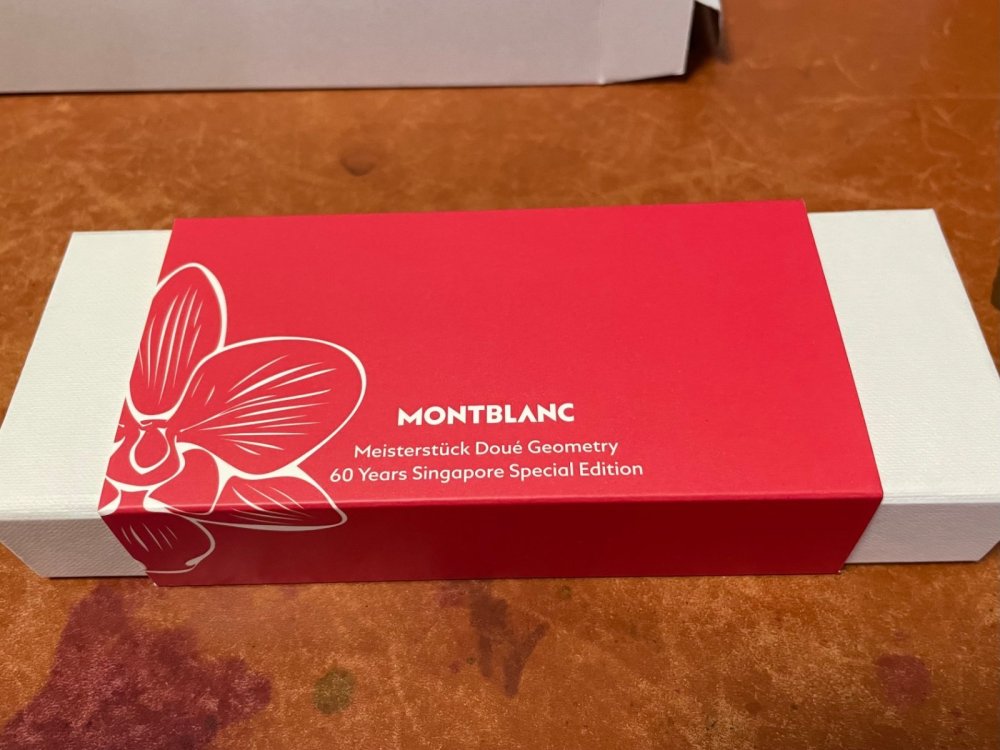 MONTBLANC
Meisterstück Doué Geometry
60 Years Singapore Special Edition